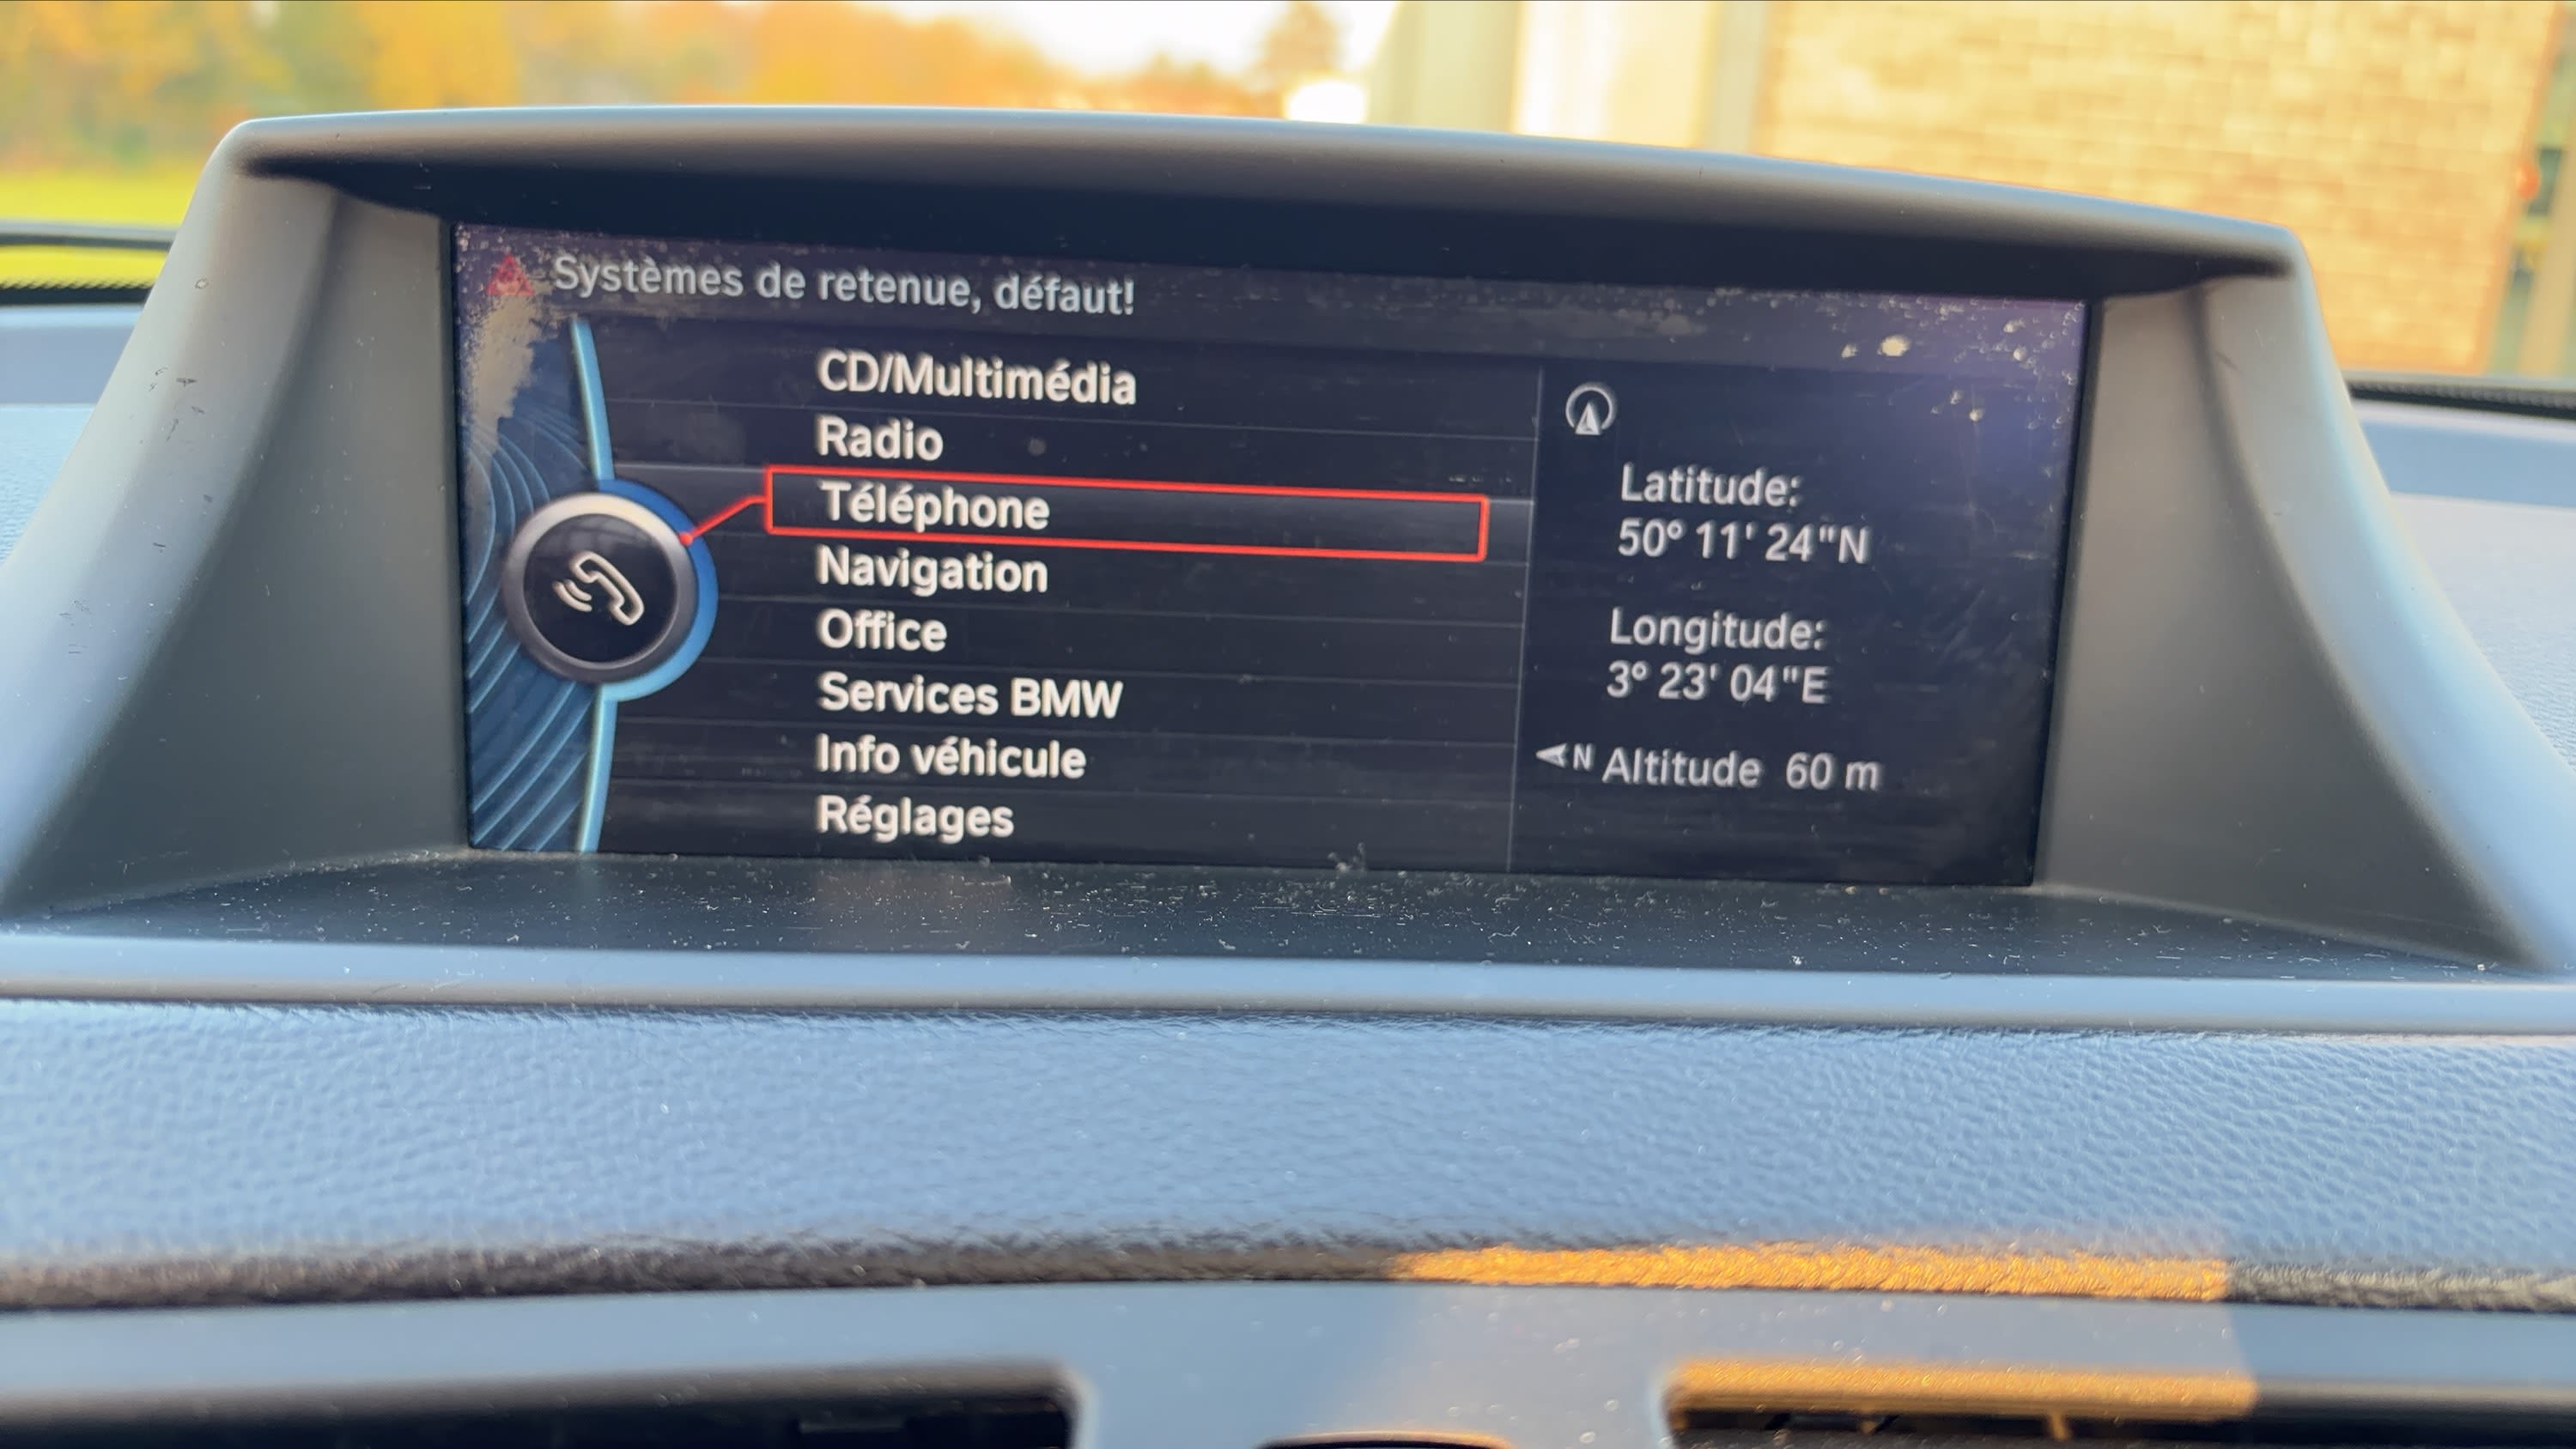 Systèmes de retenue, défaut!
CD/Multimédia
Radio
Téléphone
Navigation
Office
Services BMW
Info véhicule
Réglages
Latitude:
50° 11' 24"N
Longitude:
3° 23' 04"E
N Altitude 60 m